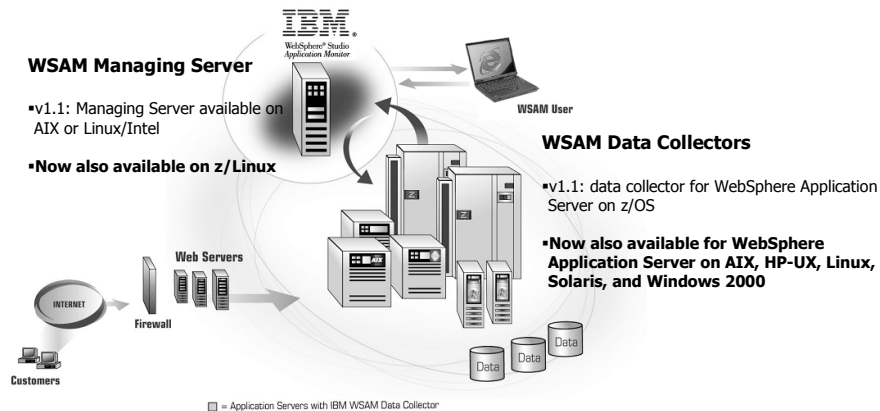 IBM.
WebSphere® Studio
Application Monitor
WSAM Managing Server
▪v1.1: Managing Server available on
AIX or Linux/Intel
▪Now also available on z/Linux
WSAM User
WSAM Data Collectors
▪v1.1: data collector for WebSphere Application
Server on z/OS
▪Now also available for WebSphere
Application Server on AIX, HP-UX, Linux,
Solaris, and Windows 2000
Z
Z
AIX
Web Servers
INTERNET
Firewall
Customers
Data
Data
Data
= Application Servers with IBM WSAM Data Collector